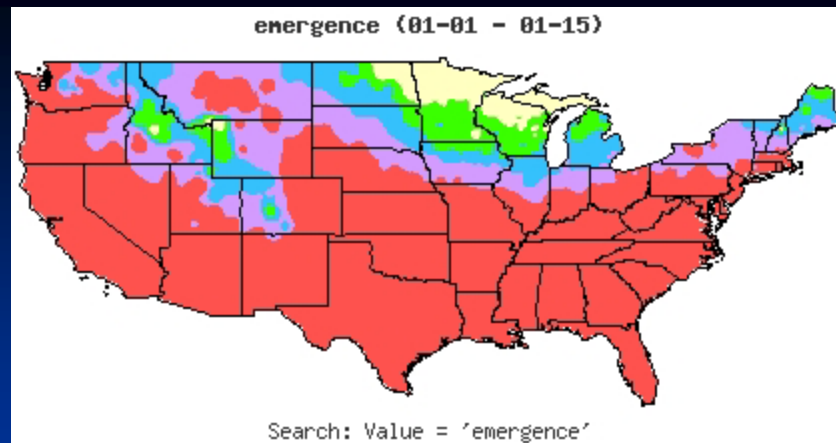 emergence (01-01 - 01-15)
Search: Value = 'emergence'